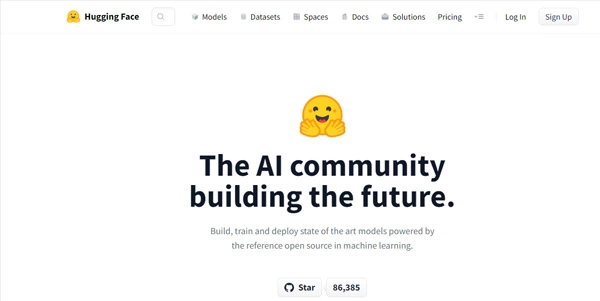 Hugging Face
Models
Datasets
Spaces
Docs
Solutions
Pricing
Log In
Sign Up
The AI community
building the future.
Build, train and deploy state of the art models powered by
the reference open source in machine learning.
Star
86,385